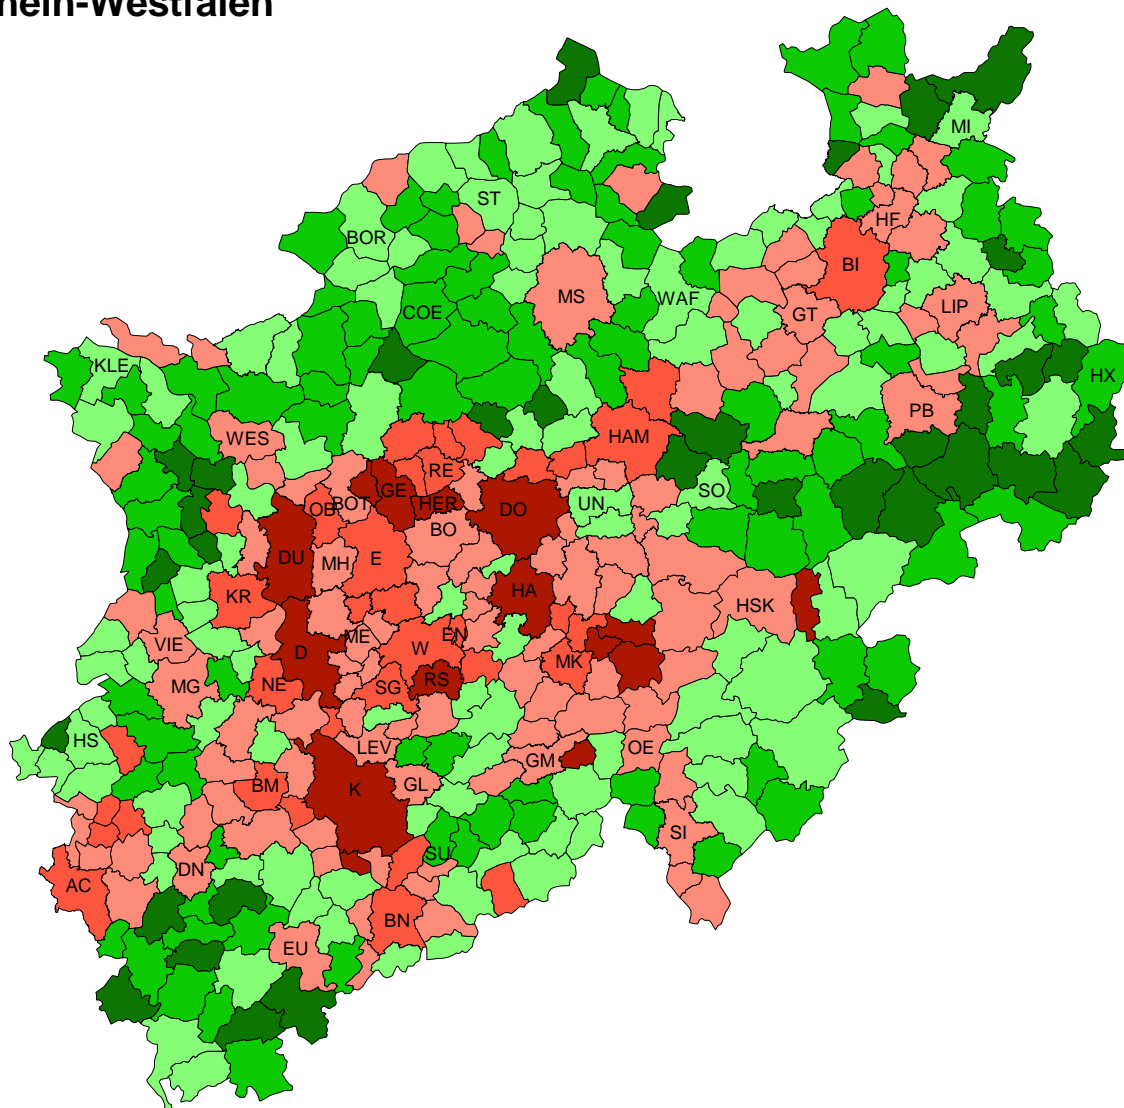 hein-Westfalen
MI
ST
HF
BOR
BI
MS
WAF
LIP
COE
GT
KLE
HX
PB
WES
HAM
RE
GE
SO
OB
BOT
HER
DO
UN
BO
DU
MH
E
KR
HA
HSK
VIE
ME
EN
W
D
MK
MG
NE
SG
RS
HS
LEV
GM
OE
BM
K
GL
SI
SU
DN
AC
BN
EU